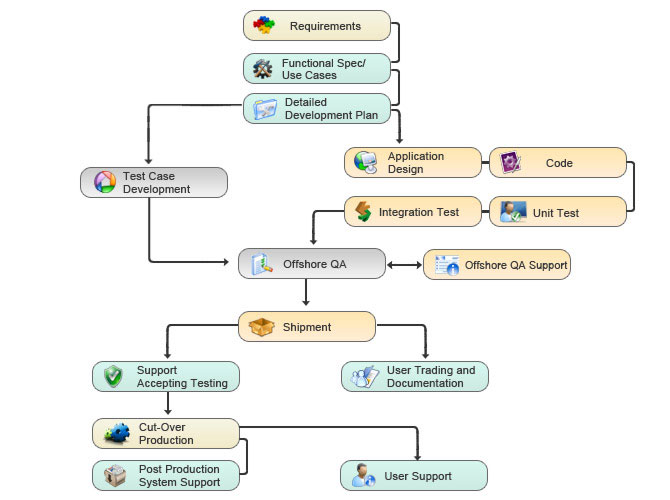 Requirements
Functional Spec/
Use Cases
Detailed
Development Plan
Application
Design
Code
Test Case
Development
Integration Test
Unit Test
Offshore QA
Offshore QA Support
Shipment
Support
Accepting Testing
User Trading and
Documentation
Cut-Over
Production
Post Production
System Support
User Support